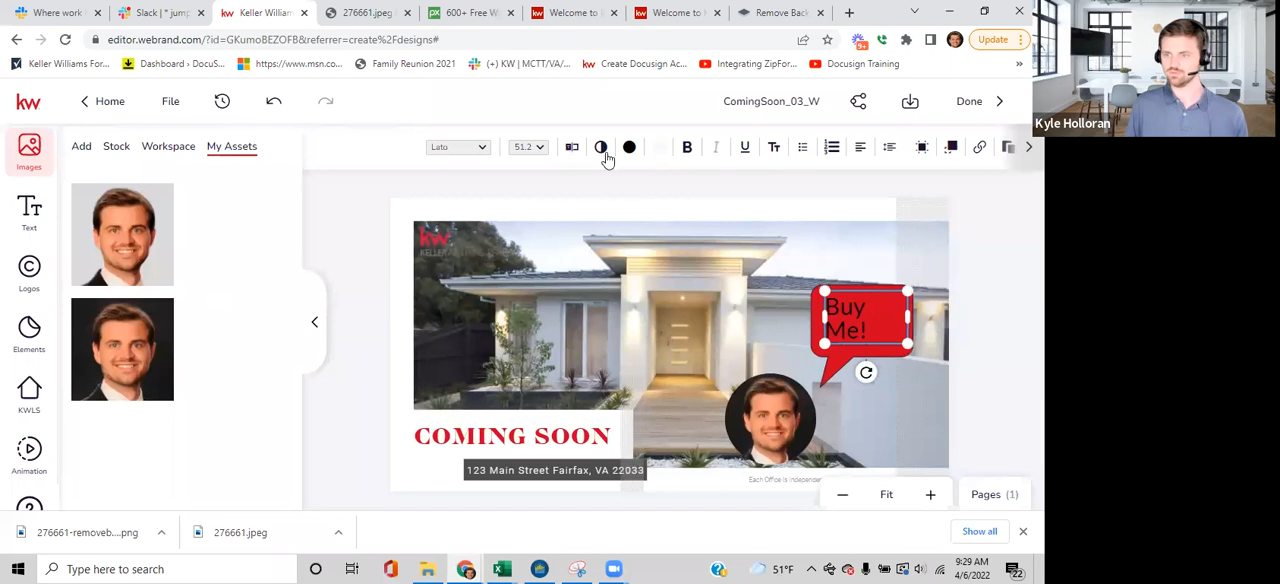 Where work
Slack | * jump
Keller William
276661.jpeg
600+ Free W
Welcome to
Welcome to
Remove Back
editor.webrand.com/?id=GKumoBEZOFB&referrer=create%2Fdesigns#
9+
Update
Keller Williams For...
Dashboard › DocuS...
https://www.msn.co...
Family Reunion 2021
(+) KW | MCTT/VA/...
kw
Create Docusign Ac...
Integrating ZipFor...
Docusign Training
»
kw
Home
File
ComingSoon_03_W
Done
Kyle Holloran
Images
Add
Stock
Workspace
My Assets
Lato
51.2
B
I
U
TT
Text
Logos
Elements
KWLS
Animation
kw
Buy
Me!
COMING SOON
123 Main Street Fairfax, VA 22033
Each Office is Independen
Fit
Pages (1)
276661-removeb....png
276661.jpeg
Show all
Type here to search
51°F
9:29 AM
4/6/2022
22